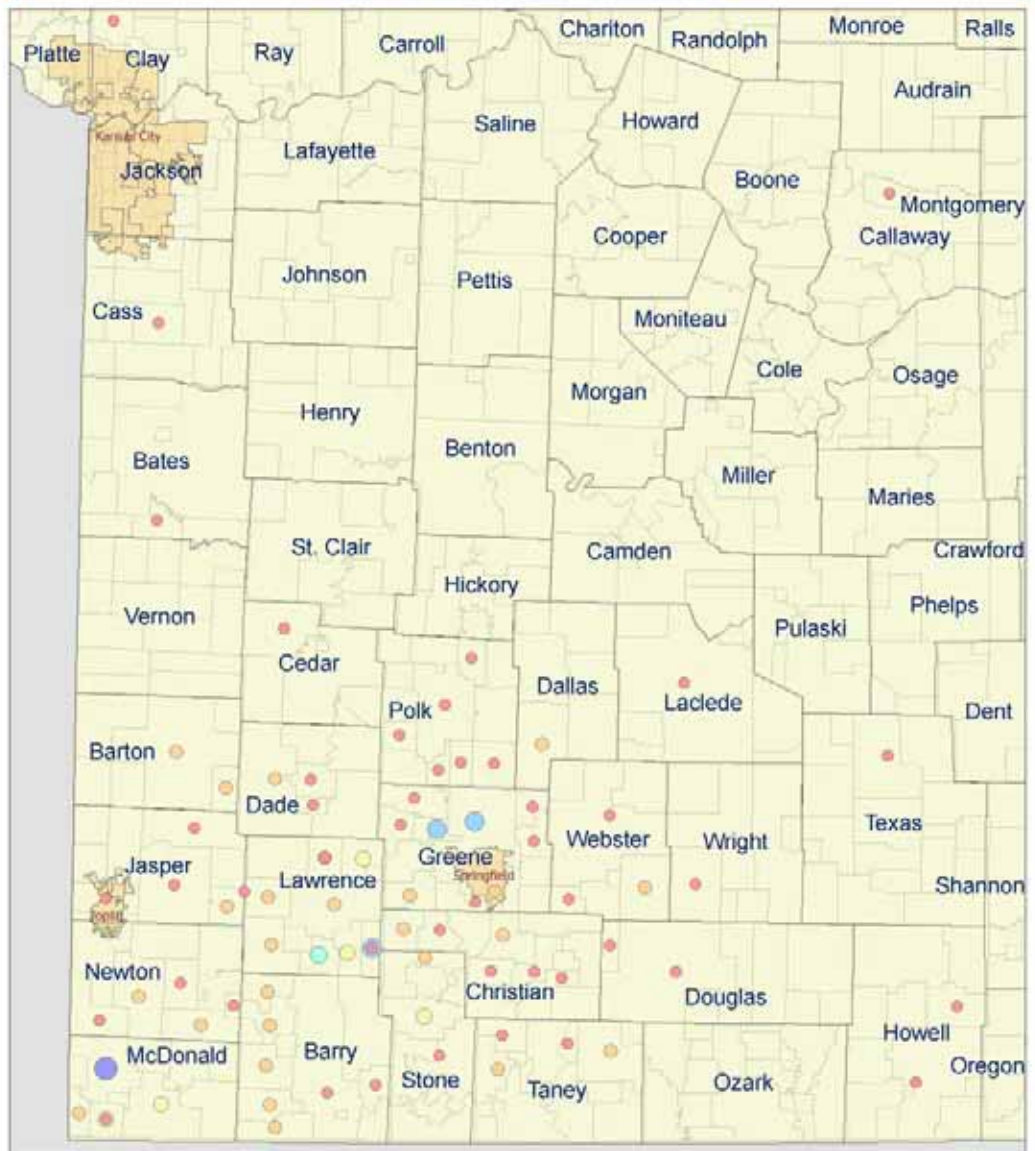 Chariton
Monroe
Ralls
Randolph
Carroll
Platte
Clay
Ray
Audrain
Saline
Howard
Kansas City
Lafayette
Jackson
Boone
Montgomery
Cooper
Callaway
Johnson
Pettis
Cass
Moniteau
Cole
Osage
Morgan
Henry
Benton
Bates
Miller
Maries
St. Clair
Camden
Crawford
Hickory
Vernon
Phelps
Pulaski
Cedar
Dallas
Laclede
Polk
Dent
Barton
Dade
Texas
Webster
Wright
Greene
Jasper
Springfield
Lawrence
Shannon
Joplin
Newton
Christian
Douglas
Howell
McDonald
Barry
Oregon
Stone
Taney
Ozark